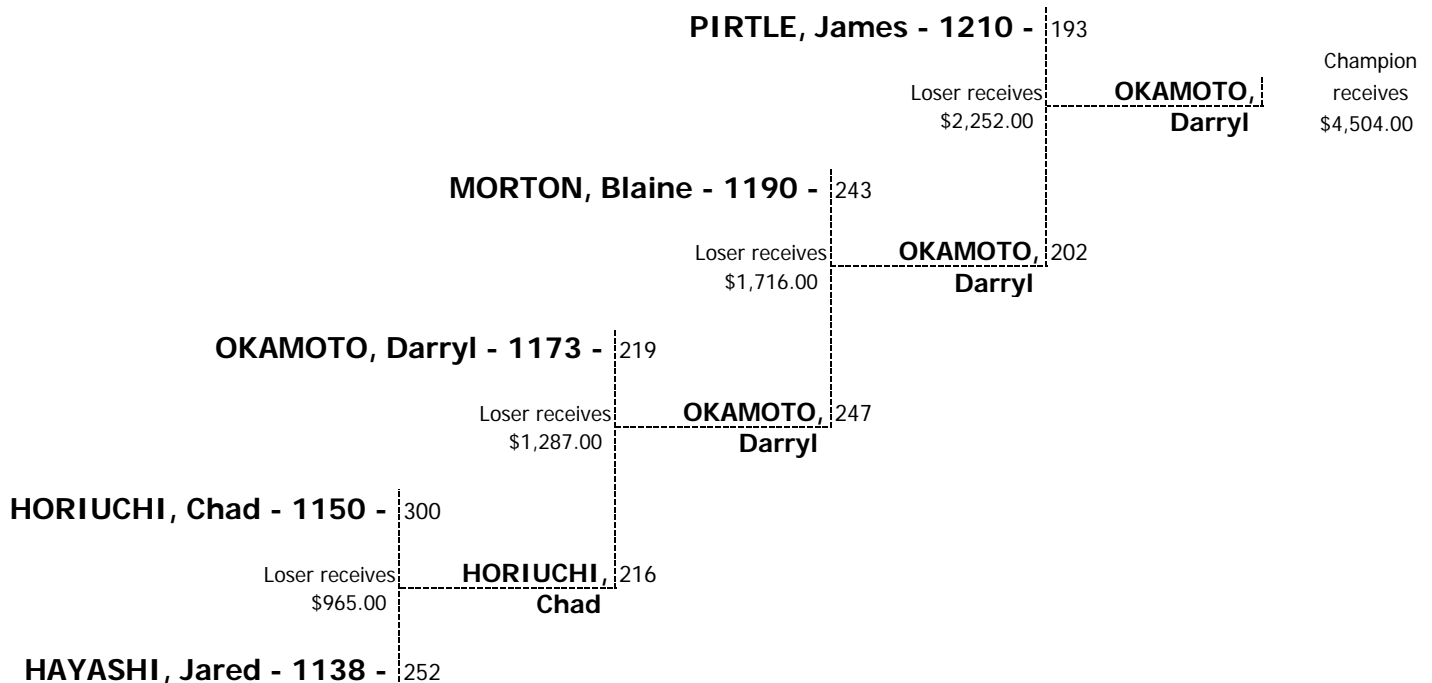 PIRTLE, James - 1210 - 193
Champion
Loser receives OKAMOTO, receives
$2,252.00 Darryl $4,504.00
MORTON, Blaine - 1190 - 243
Loser receives OKAMOTO, 202
$1,716.00 Darryl
OKAMOTO, Darryl - 1173 - 219
Loser receives OKAMOTO, 247
$1,287.00 Darryl
HORIUCHI, Chad - 1150 - 300
Loser receives HORIUCHI, 216
$965.00 Chad
HAYASHI, Jared - 1138 - 252